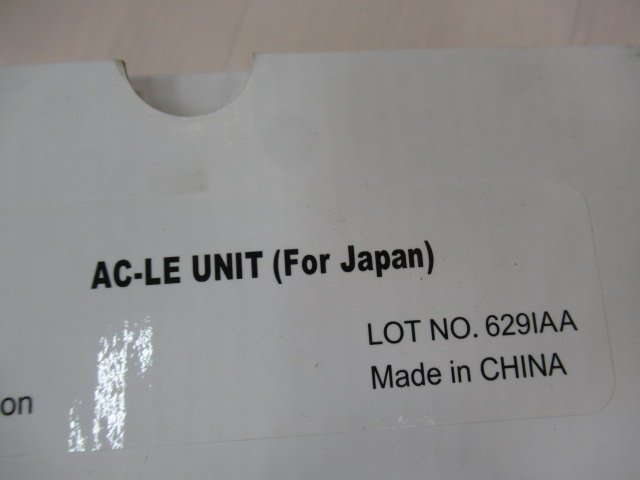 AC-LE UNIT (For Japan)
LOT NO. 629IAA
Made in CHINA
on